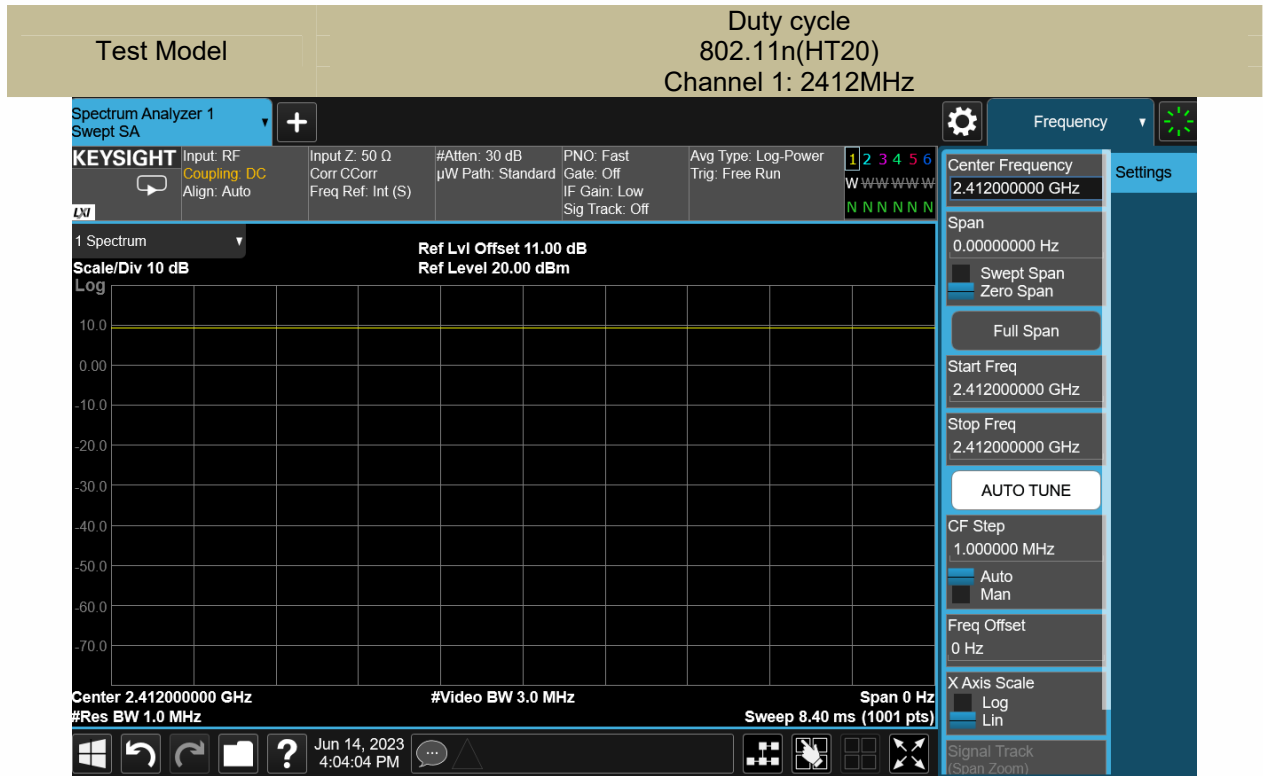 Test Model
Duty cycle
802.11n(HT20)
Channel 1: 2412MHz
Spectrum Analyzer 1
Swept SA
Frequency
KEYSIGHT
LXI
Input: RF
Coupling: DC
Align: Auto
Input Z: 50 Ω
Corr CCorr
Freq Ref: Int (S)
#Atten: 30 dB
µW Path: Standard
PNO: Fast
Gate: Off
IF Gain: Low
Sig Track: Off
Avg Type: Log-Power
Trig: Free Run
1 2 3 4 5 6
W W W W W W
N N N N N N
1 Spectrum
Scale/Div 10 dB
Log
Ref Lvl Offset 11.00 dB
Ref Level 20.00 dBm
10.0
0.00
-10.0
-20.0
-30.0
-40.0
-50.0
-60.0
-70.0
Center 2.412000000 GHz
#Res BW 1.0 MHz
#Video BW 3.0 MHz
Span 0 Hz
Sweep 8.40 ms (1001 pts)
Jun 14, 2023
4:04:04 PM
Center Frequency
2.412000000 GHz
Span
0.00000000 Hz
Swept Span
Zero Span
Full Span
Start Freq
2.412000000 GHz
Stop Freq
2.412000000 GHz
AUTO TUNE
CF Step
1.000000 MHz
Auto
Man
Freq Offset
0 Hz
X Axis Scale
Log
Lin
Signal Track
(Span Zoom)
Settings